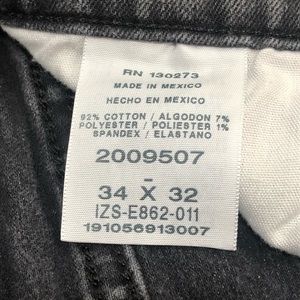 RN 130273
MADE IN MEXICO
HECHO EN MEXICO
92% COTTON / ALGODON 7%
POLYESTER / POLIESTER 1%
SPANDEX / ELASTANO
2009507
-
34 X 32
IZS-E862-011
191056913007